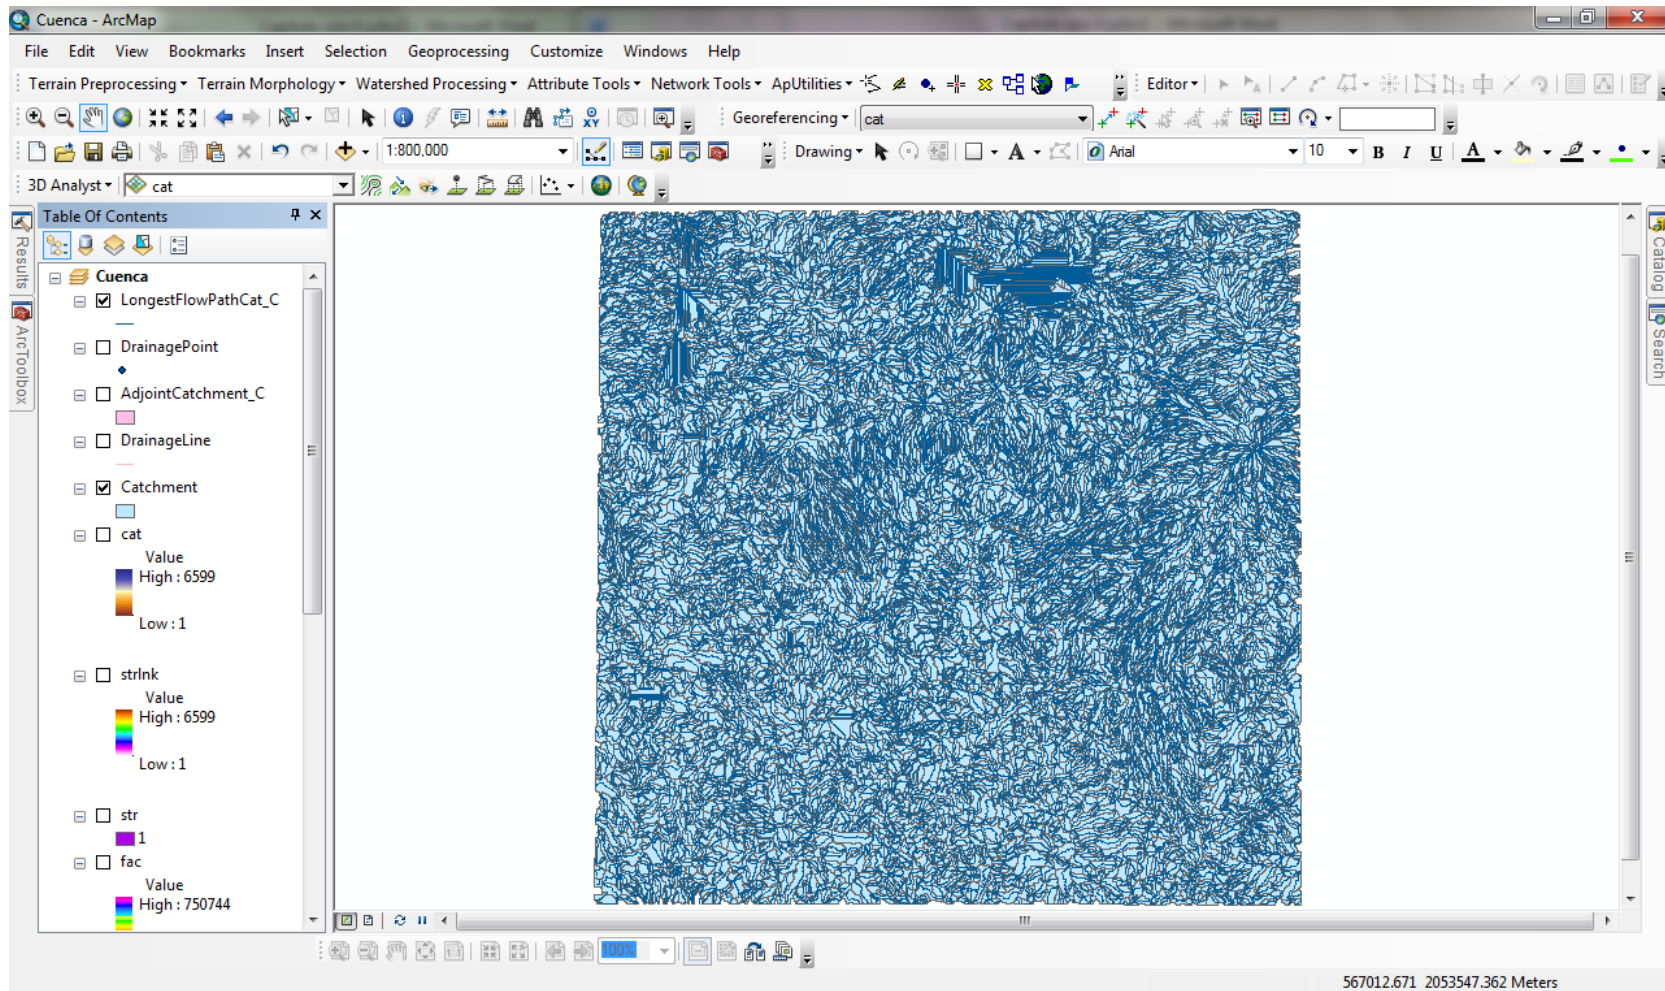 Cuenca - ArcMap
File Edit View Bookmarks Insert Selection Geoprocessing Customize Windows Help
Terrain Preprocessing Terrain Morphology Watershed Processing Attribute Tools Network Tools ApUtilities Editor
Georeferencing cat
1:800,000 Drawing A Arial 10 B I U A
3D Analyst cat
Table Of Contents
Results
ArcToolbox
Cuenca
LongestFlowPathCat_C
DrainagePoint
AdjointCatchment_C
DrainageLine
Catchment
cat
Value
High : 6599
Low : 1
strlnk
Value
High : 6599
Low : 1
str
1
fac
Value
High : 750744
Catalog
Search
100%
567012.671 2053547.362 Meters